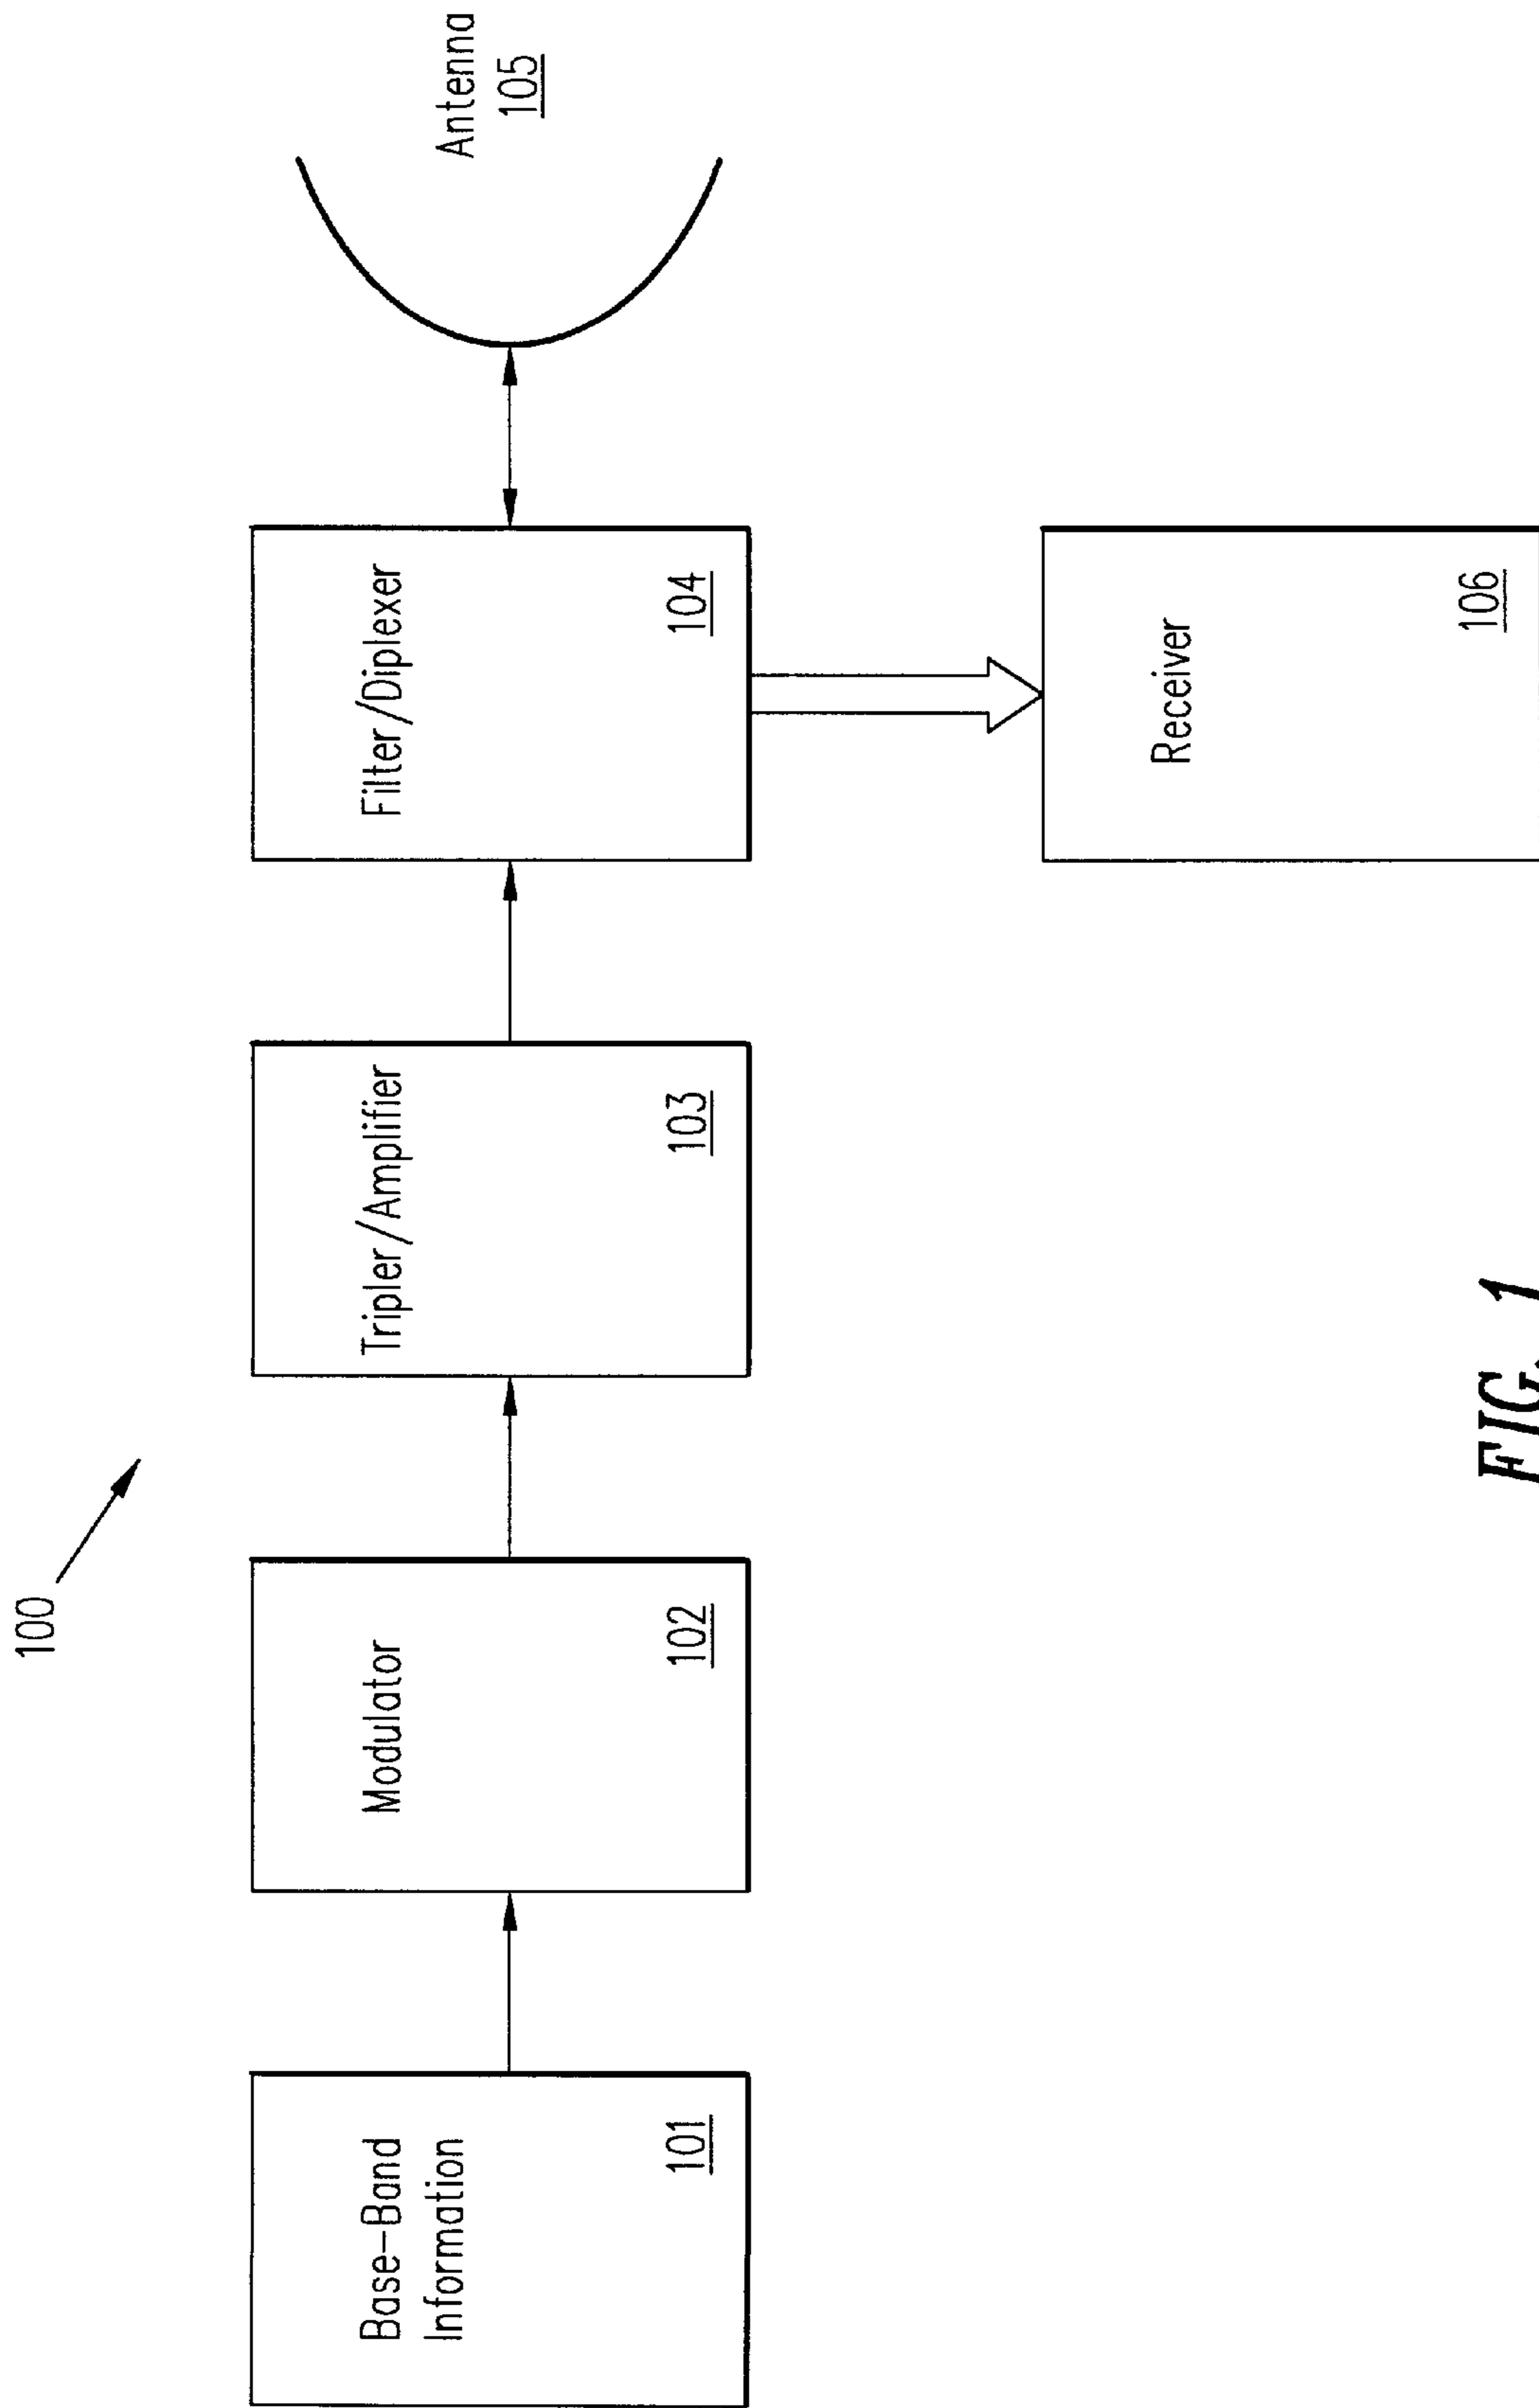 100
Base-Band
Information
101
Modulator
102
Tripler/Amplifier
103
Filter/Diplexer
104
Antenna
105
Receiver
106
FIG. 1